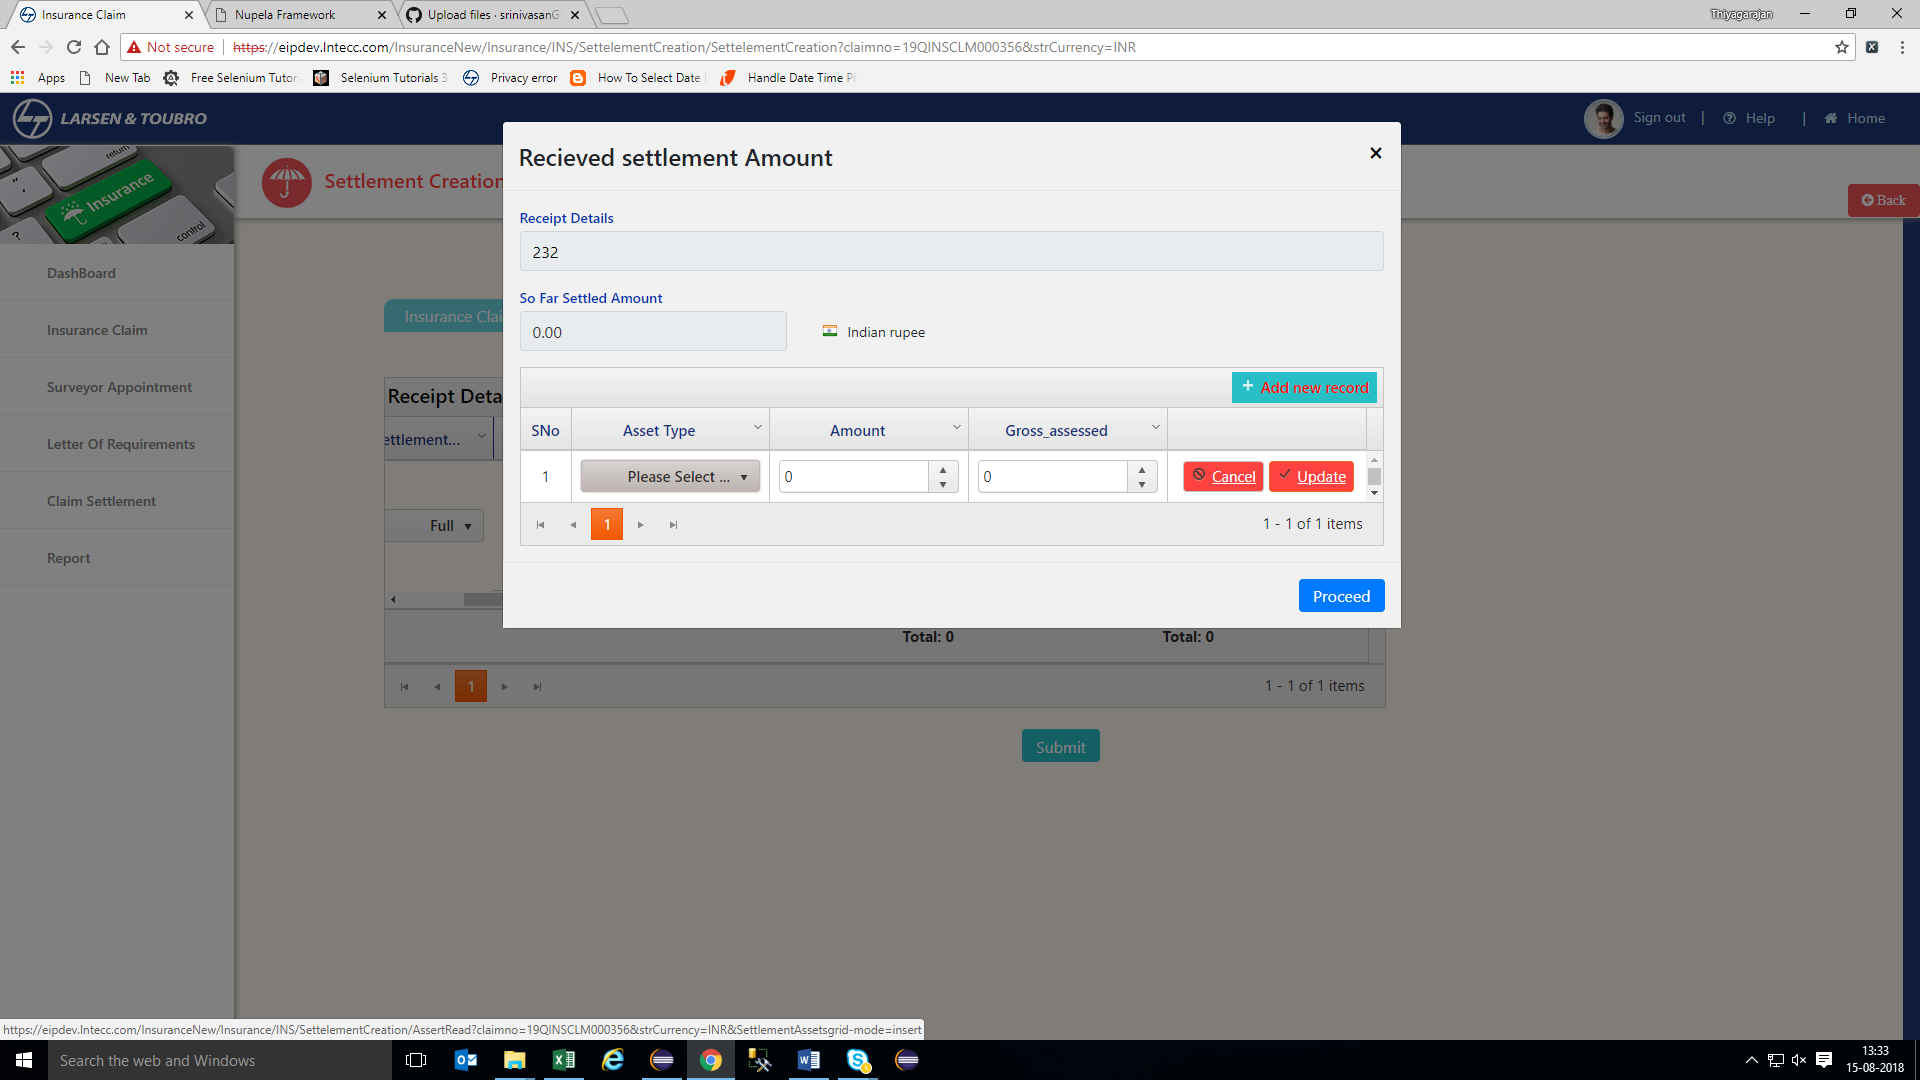 Insurance Claim
Nupela Framework
Upload files · srinivasanG
Thiyagarajan
Not secure
https://eipdev.lntecc.com/InsuranceNew/Insurance/INS/SettelementCreation/SettelementCreation?claimno=19QINSCLM000356&strCurrency=INR
Apps
New Tab
Free Selenium Tutor
Selenium Tutorials 3
Privacy error
How To Select Date
Handle Date Time Pi
LARSEN & TOUBRO
Sign out | Help | Home
return
Insurance
control
Settlement Creation
Back
DashBoard
Insurance Claim
Surveyor Appointment
Letter Of Requirements
Claim Settlement
Report
Insurance Clai
Receipt Deta
ettlement...
Full
Recieved settlement Amount
Receipt Details
232
So Far Settled Amount
0.00
Indian rupee
+ Add new record
SNo Asset Type Amount Gross_assessed
1 Please Select ... 0 0 Cancel Update
1
1 - 1 of 1 items
Proceed
Total: 0 Total: 0
1
1 - 1 of 1 items
Submit
https://eipdev.lntecc.com/InsuranceNew/Insurance/INS/SettelementCreation/AssertRead?claimno=19QINSCLM000356&strCurrency=INR&SettlementAssetsgrid-mode=insert
Search the web and Windows
13:33
15-08-2018